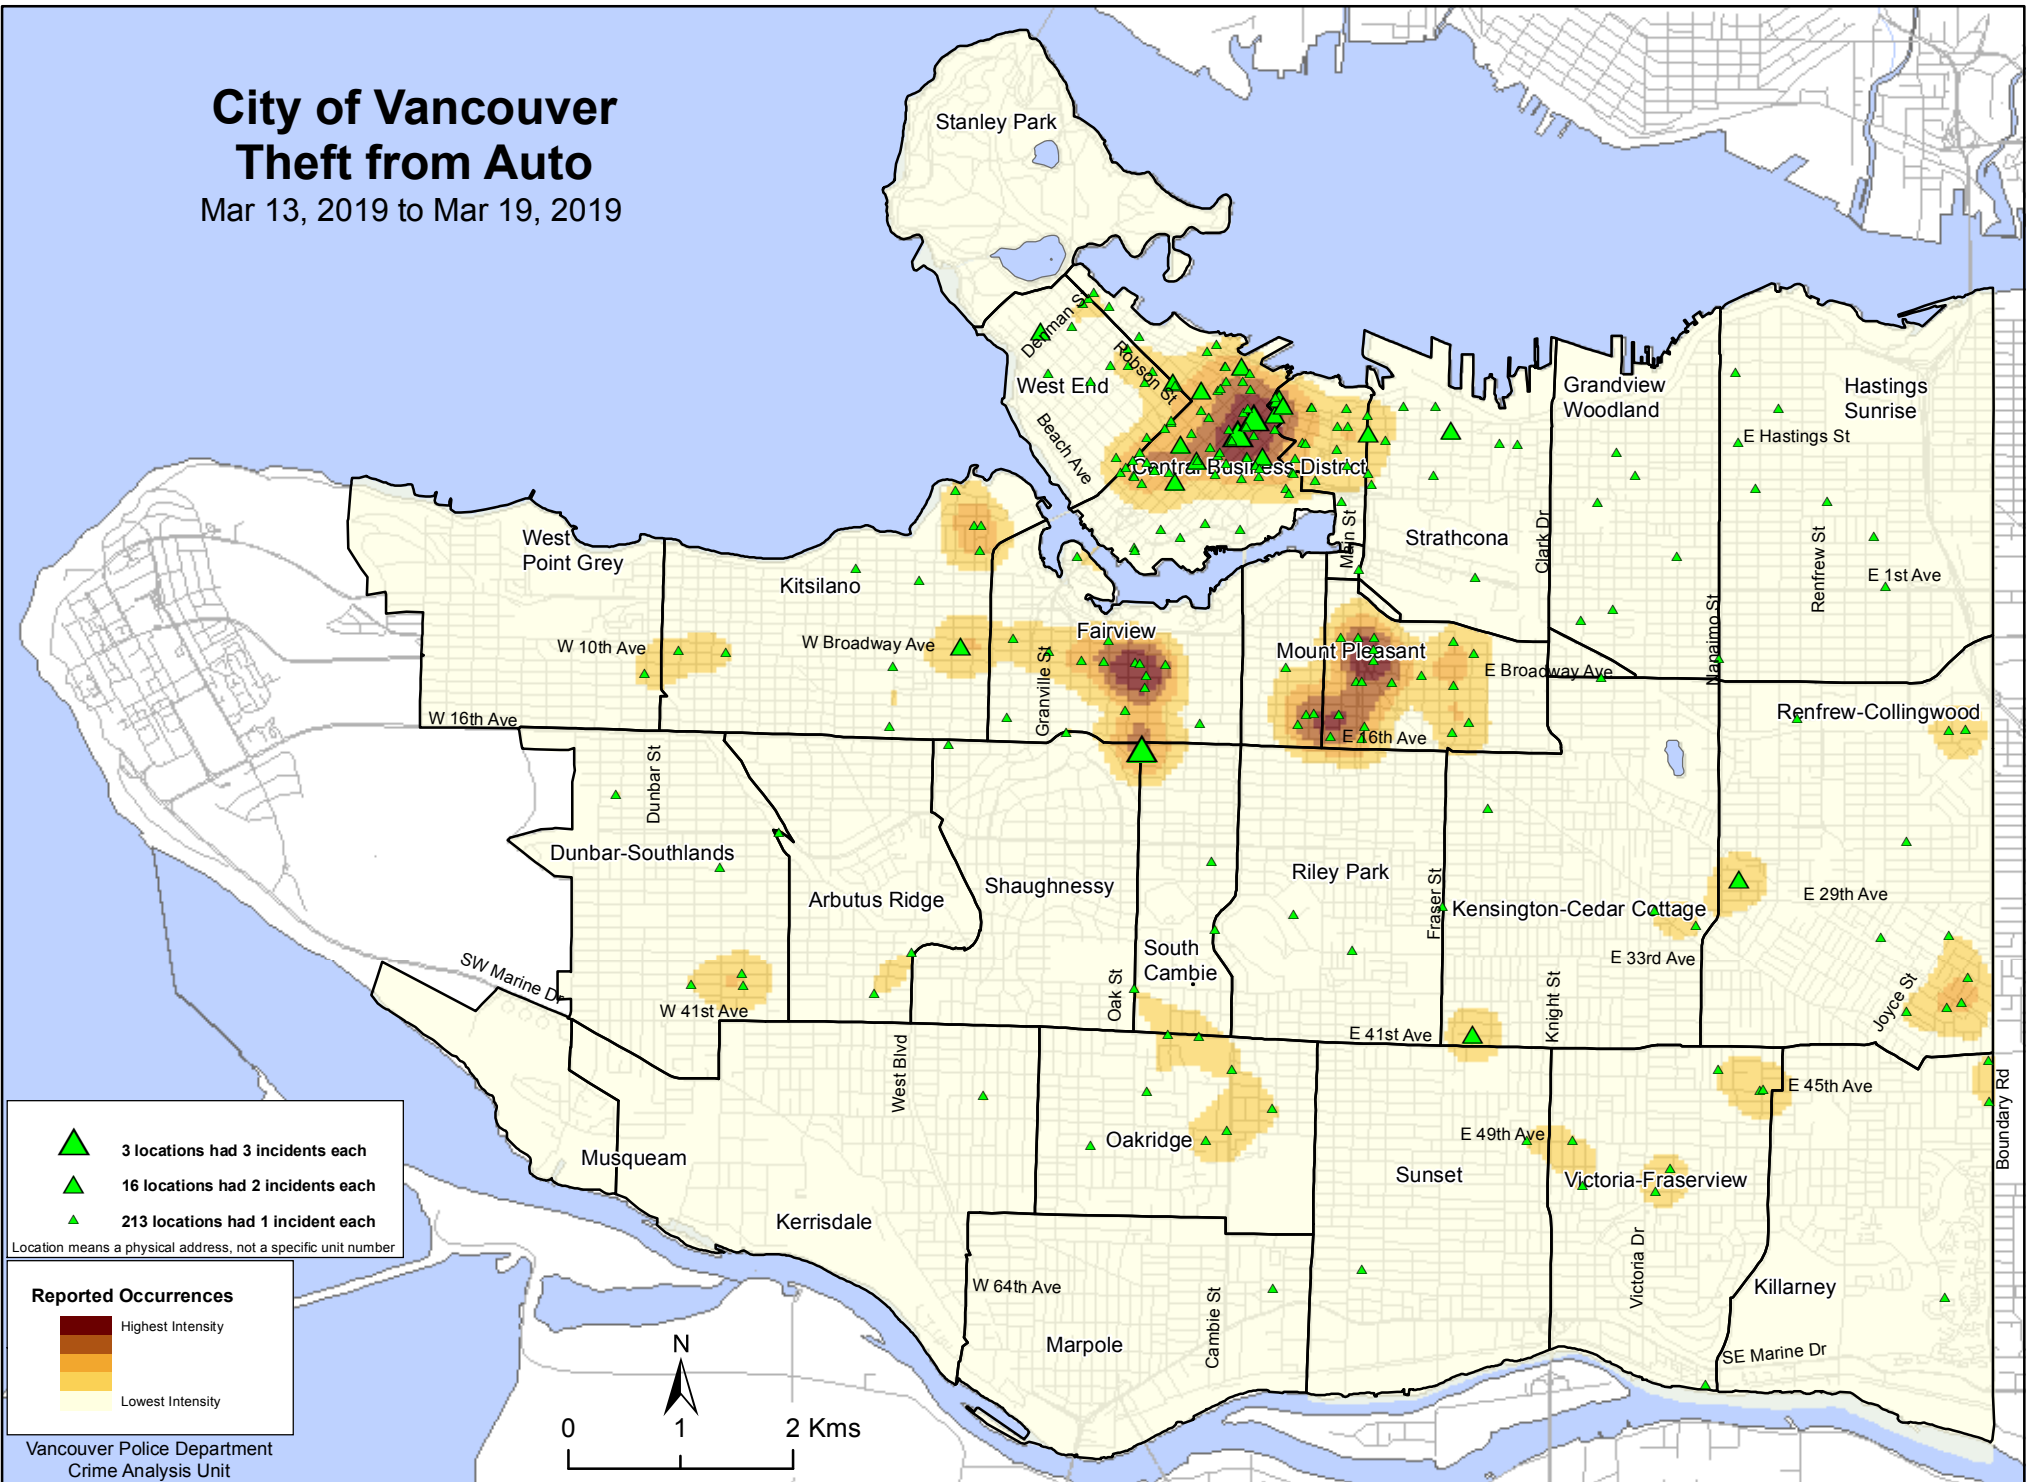 City of Vancouver
Theft from Auto
Mar 13, 2019 to Mar 19, 2019
Stanley Park
Denman St
Robson St
West End
Beach Ave
Central Business District
Grandview
Woodland
Hastings
Sunrise
E Hastings St
Main St
Strathcona
Clark Dr
Renfrew St
E 1st Ave
Nanaimo St
West
Point Grey
Kitsilano
W 10th Ave
W Broadway Ave
Fairview
Granville St
Mount Pleasant
E Broadway Ave
W 16th Ave
E 16th Ave
Renfrew-Collingwood
Dunbar St
Dunbar-Southlands
Arbutus Ridge
Shaughnessy
Riley Park
Fraser St
Kensington-Cedar Cottage
E 29th Ave
South
Cambie
E 33rd Ave
SW Marine Dr
W 41st Ave
Oak St
E 41st Ave
Knight St
Joyce St
West Blvd
E 45th Ave
Boundary Rd
Oakridge
E 49th Ave
Musqueam
Sunset
Victoria-Fraserview
Kerrisdale
W 64th Ave
Cambie St
Victoria Dr
Killarney
Marpole
SE Marine Dr
3 locations had 3 incidents each
16 locations had 2 incidents each
213 locations had 1 incident each
Location means a physical address, not a specific unit number
Reported Occurrences
Highest Intensity
Lowest Intensity
Vancouver Police Department
Crime Analysis Unit
N
0 1 2 Kms